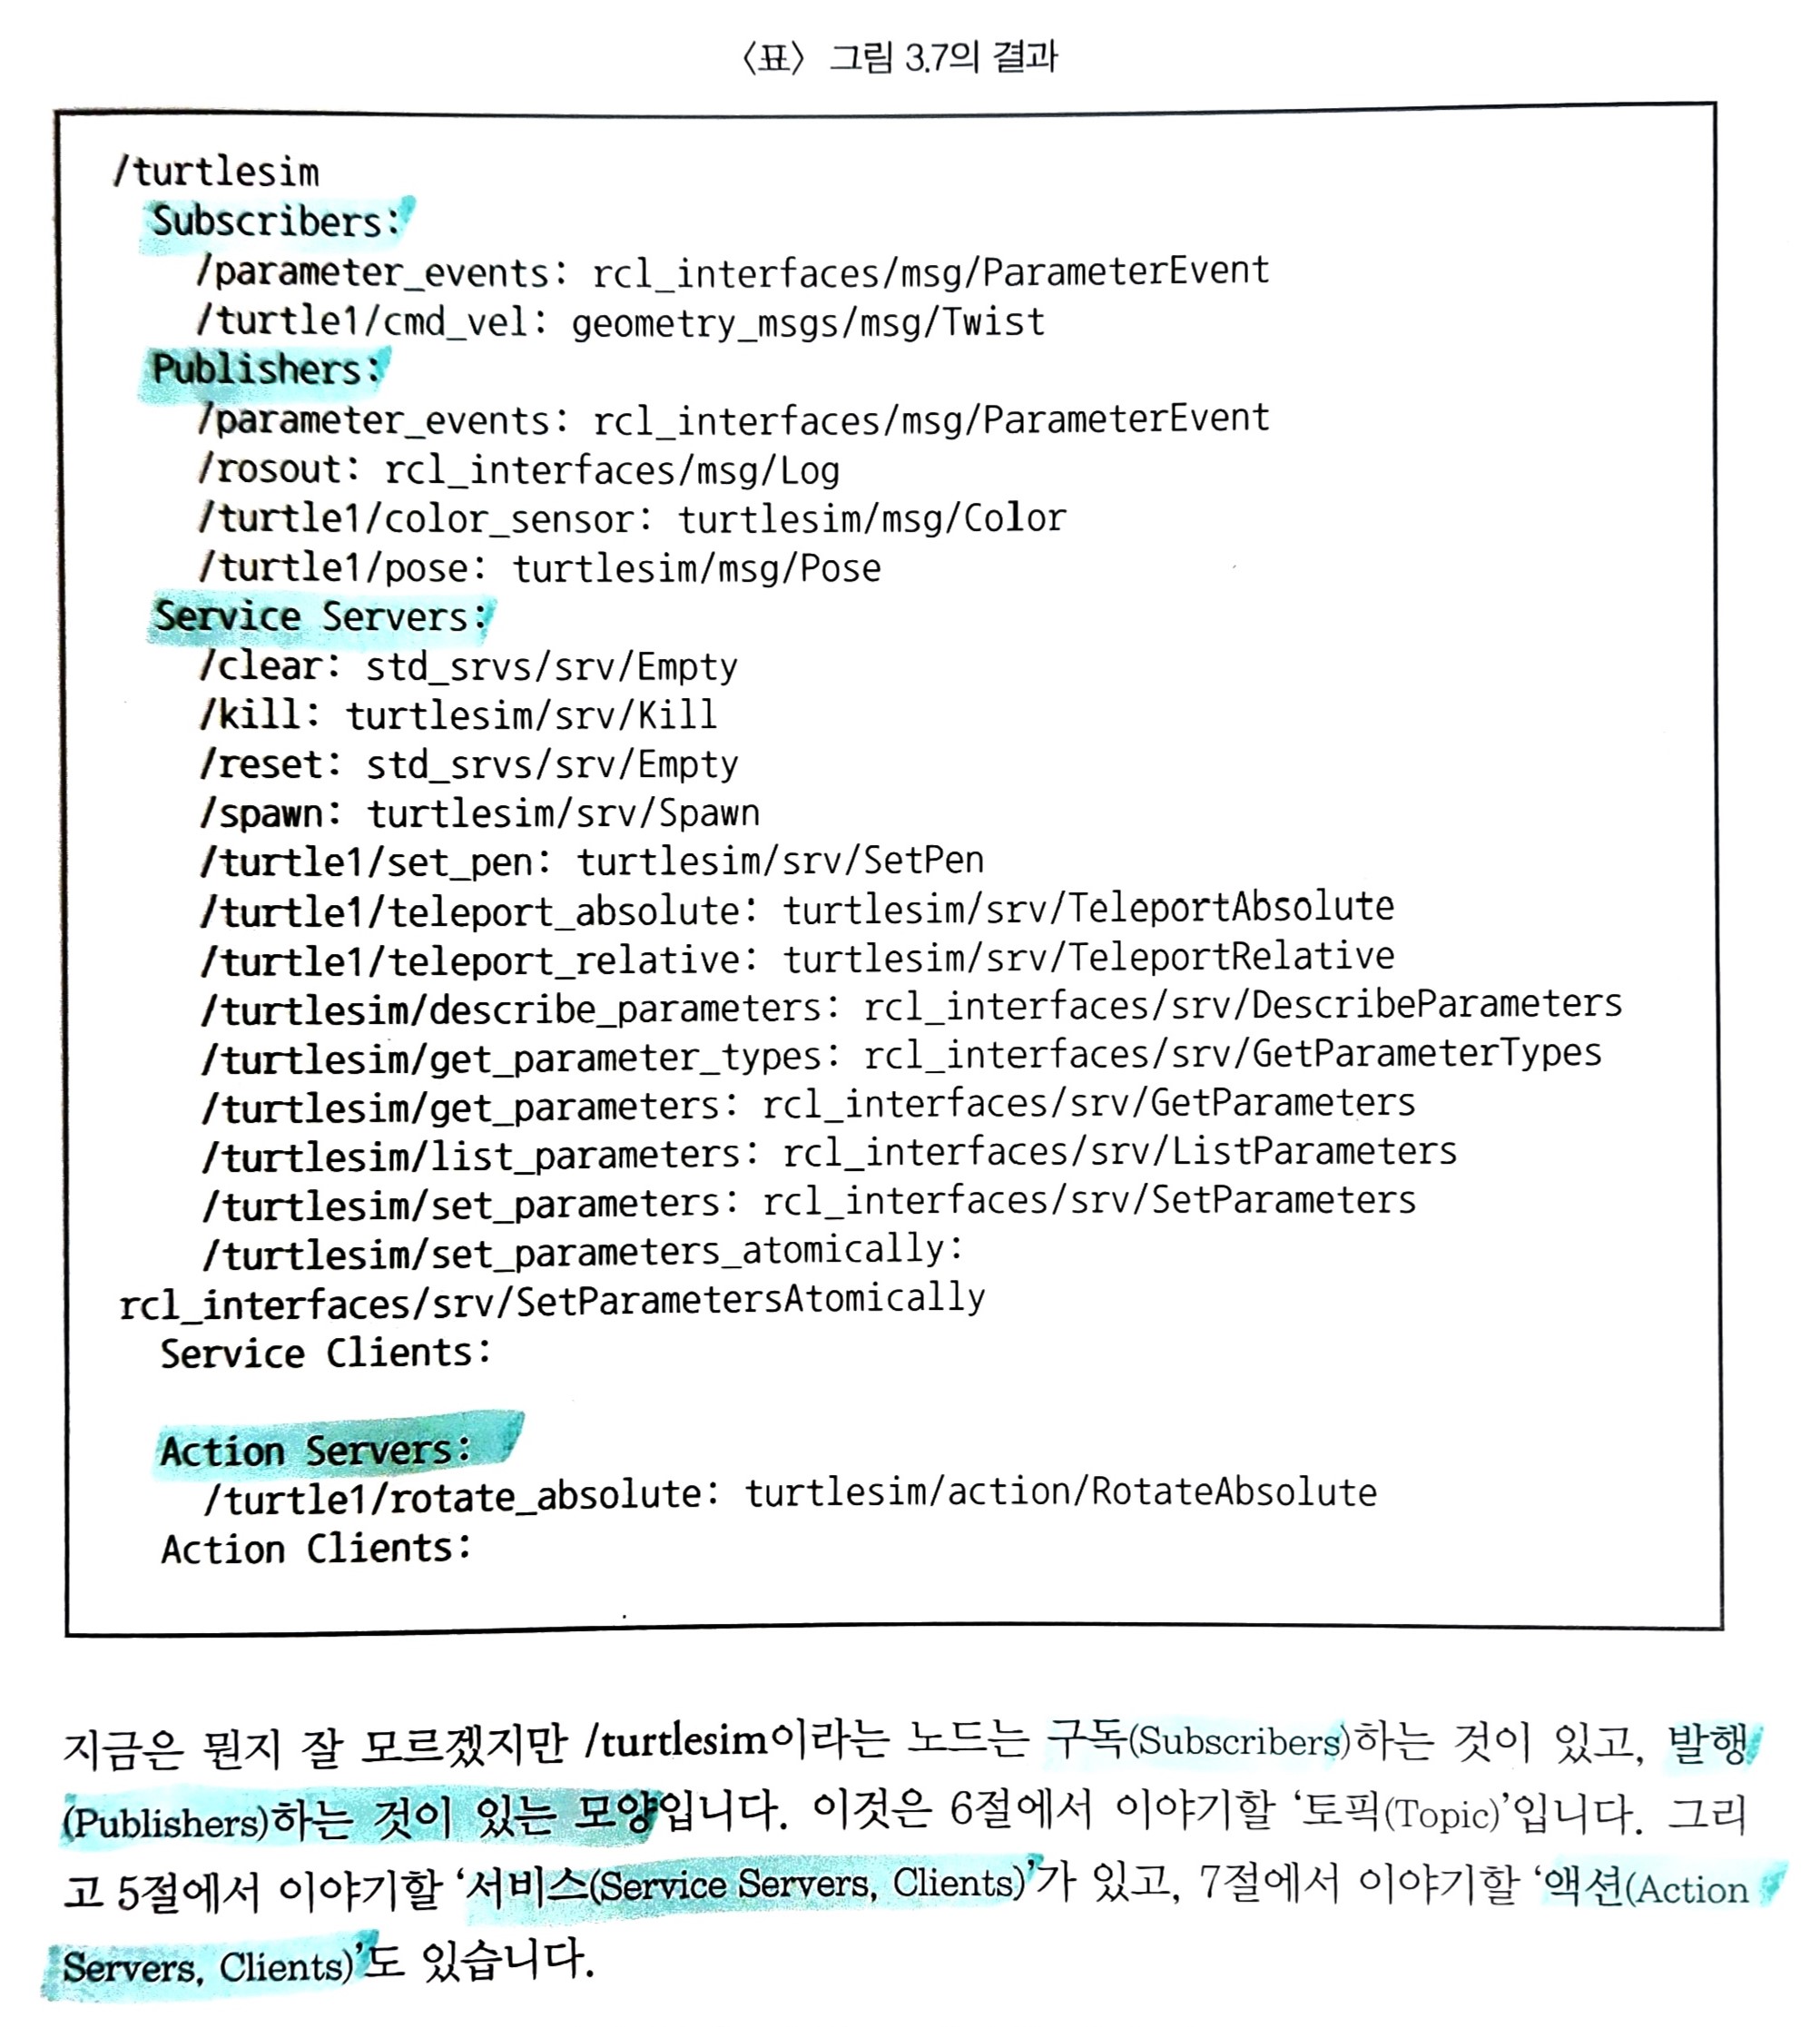 〈표〉 그림 3.7의 결과
/turtlesim
Subscribers:
/parameter_events: rcl_interfaces/msg/ParameterEvent
/turtle1/cmd_vel: geometry_msgs/msg/Twist
Publishers:
/parameter_events: rcl_interfaces/msg/ParameterEvent
/rosout: rcl_interfaces/msg/Log
/turtle1/color_sensor: turtlesim/msg/Color
/turtle1/pose: turtlesim/msg/Pose
Service Servers:
/clear: std_srvs/srv/Empty
/kill: turtlesim/srv/Kill
/reset: std_srvs/srv/Empty
/spawn: turtlesim/srv/Spawn
/turtle1/set_pen: turtlesim/srv/SetPen
/turtle1/teleport_absolute: turtlesim/srv/TeleportAbsolute
/turtle1/teleport_relative: turtlesim/srv/TeleportRelative
/turtlesim/describe_parameters: rcl_interfaces/srv/DescribeParameters
/turtlesim/get_parameter_types: rcl_interfaces/srv/GetParameterTypes
/turtlesim/get_parameters: rcl_interfaces/srv/GetParameters
/turtlesim/list_parameters: rcl_interfaces/srv/ListParameters
/turtlesim/set_parameters: rcl_interfaces/srv/SetParameters
/turtlesim/set_parameters_atomically:
rcl_interfaces/srv/SetParametersAtomically
Service Clients:
Action Servers:
/turtle1/rotate_absolute: turtlesim/action/RotateAbsolute
Action Clients:
지금은 뭔지 잘 모르겠지만 /turtlesim이라는 노드는 구독(Subscribers)하는 것이 있고, 발행
(Publishers)하는 것이 있는 모양입니다. 이것은 6절에서 이야기할 ‘토픽(Topic)’입니다. 그리
고 5절에서 이야기할 ‘서비스(Service Servers, Clients)’가 있고, 7절에서 이야기할 ‘액션(Action
Servers, Clients)’도 있습니다.